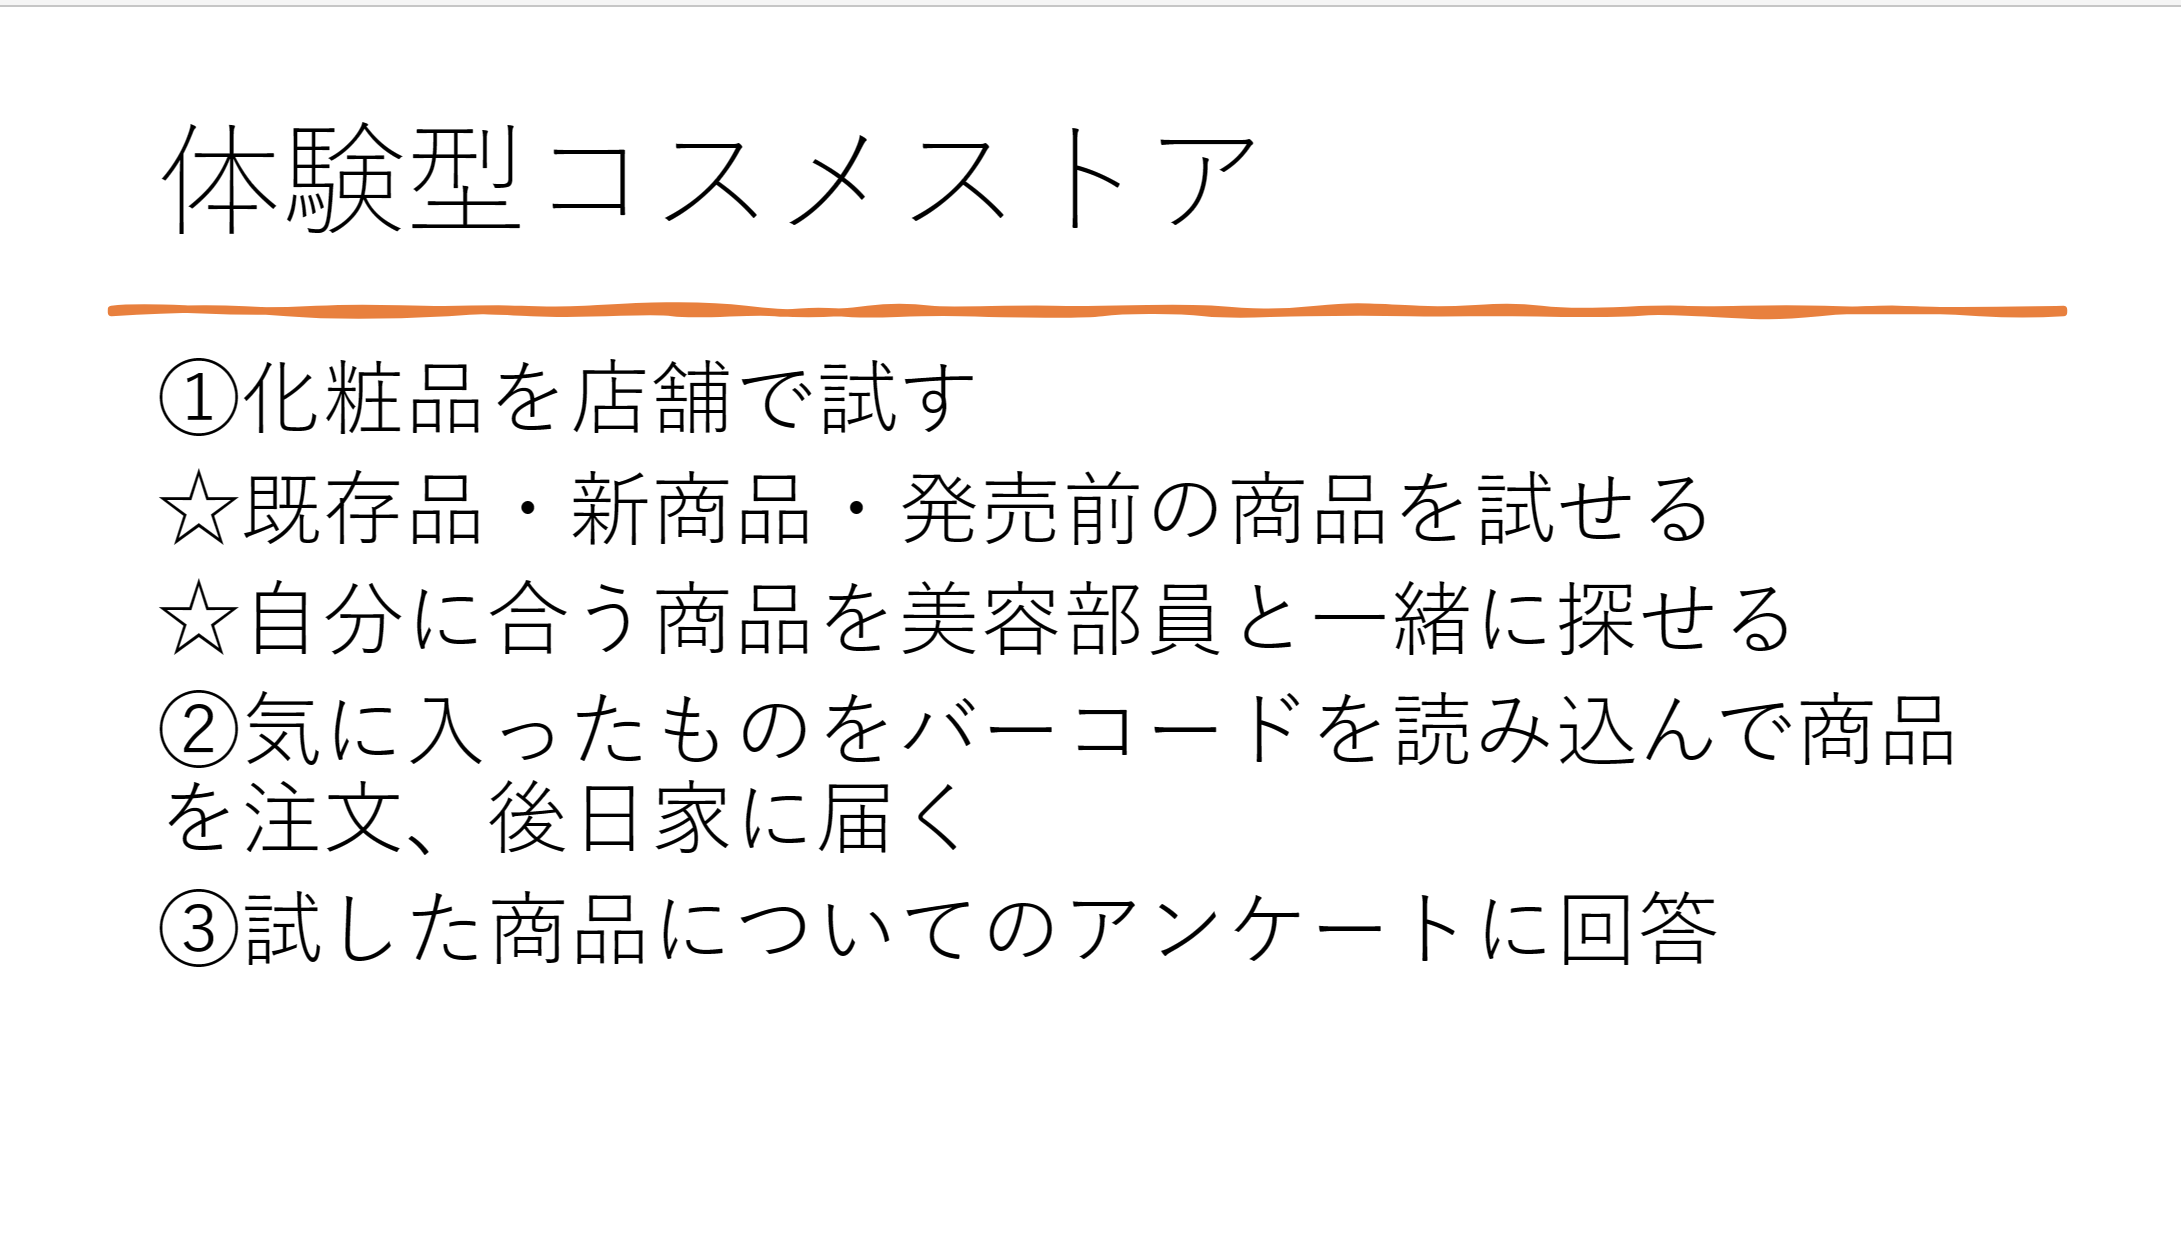 体験型コスメストア
①化粧品を店舗で試す
☆既存品・新商品・発売前の商品を試せる
☆自分に合う商品を美容部員と一緒に探せる
②気に入ったものをバーコードを読み込んで商品
を注文、後日家に届く
③試した商品についてのアンケートに回答